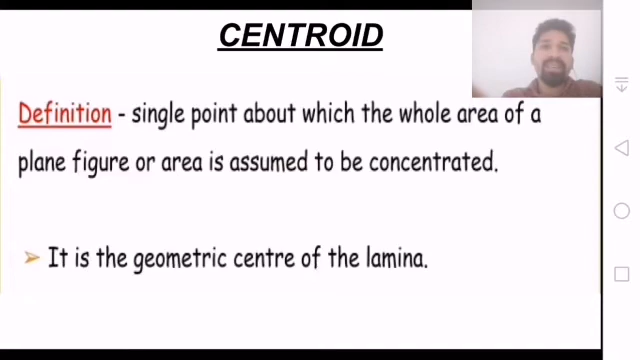 CENTROID
Definition - single point about which the whole area of a
plane figure or area is assumed to be concentrated.
➢ It is the geometric centre of the lamina.